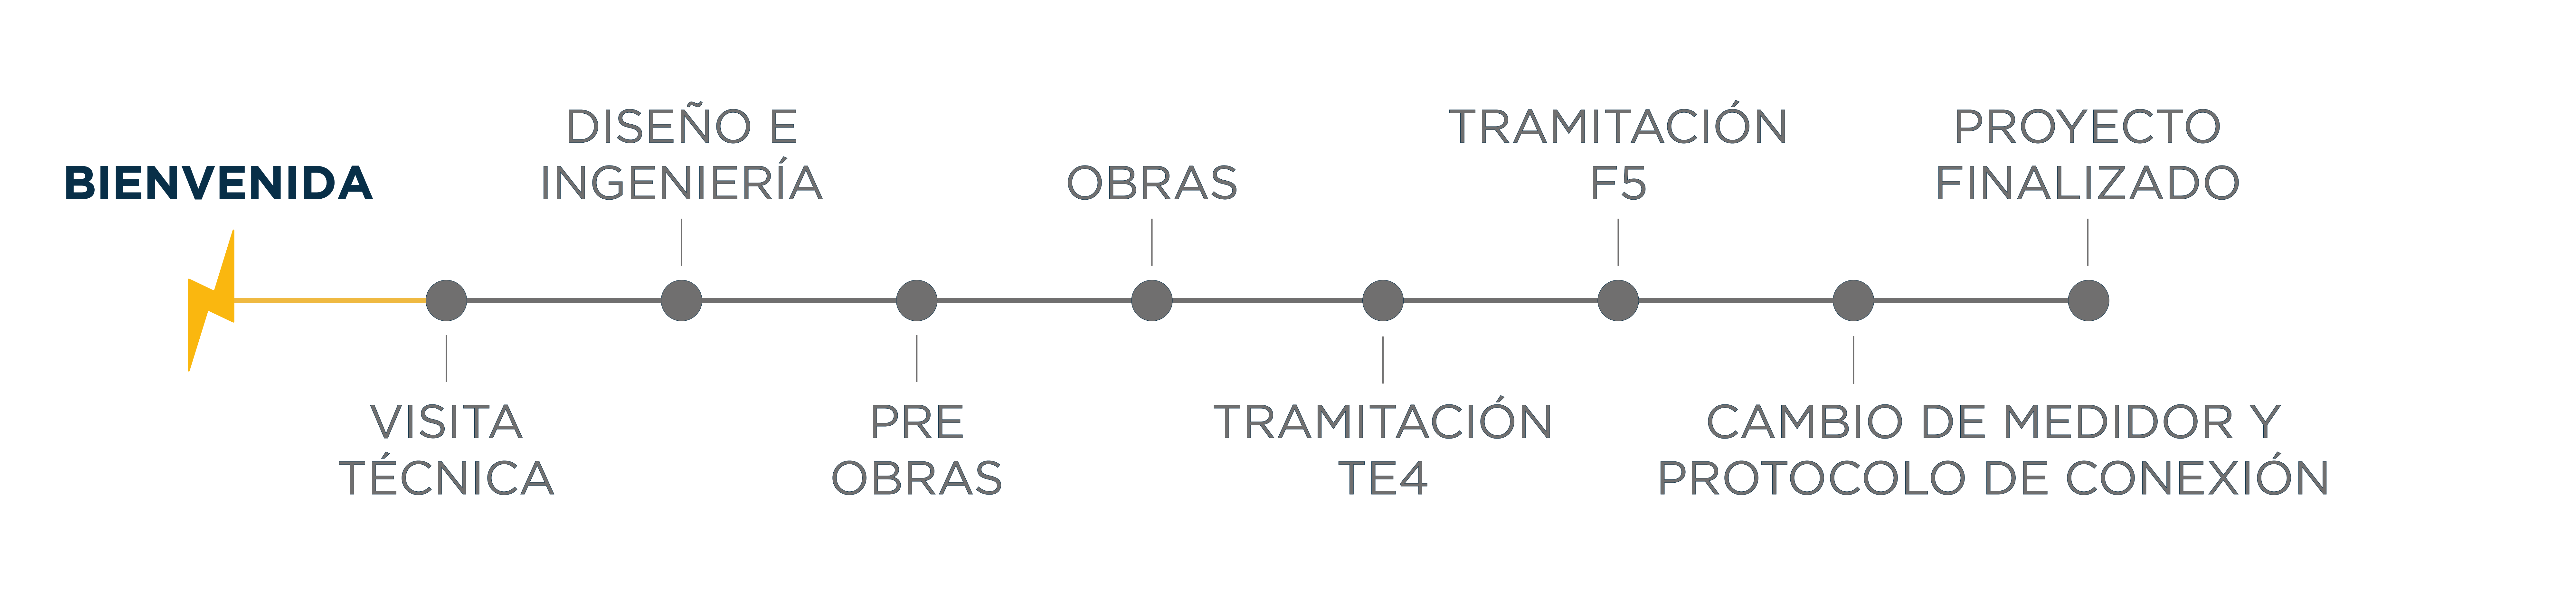 BIENVENIDA
VISITA
TÉCNICA
DISEÑO E
INGENIERÍA
PRE
OBRAS
OBRAS
TRAMITACIÓN
TE4
TRAMITACIÓN
F5
CAMBIO DE MEDIDOR Y
PROTOCOLO DE CONEXIÓN
PROYECTO
FINALIZADO